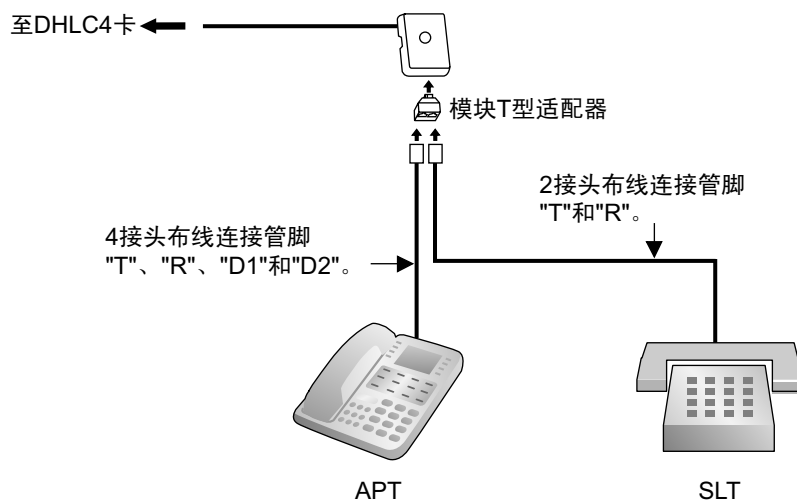 至DHLC4卡
模块T型适配器
2接头布线连接管脚
"T"和"R"。
4接头布线连接管脚
"T"、"R"、"D1"和"D2"。
APT
SLT